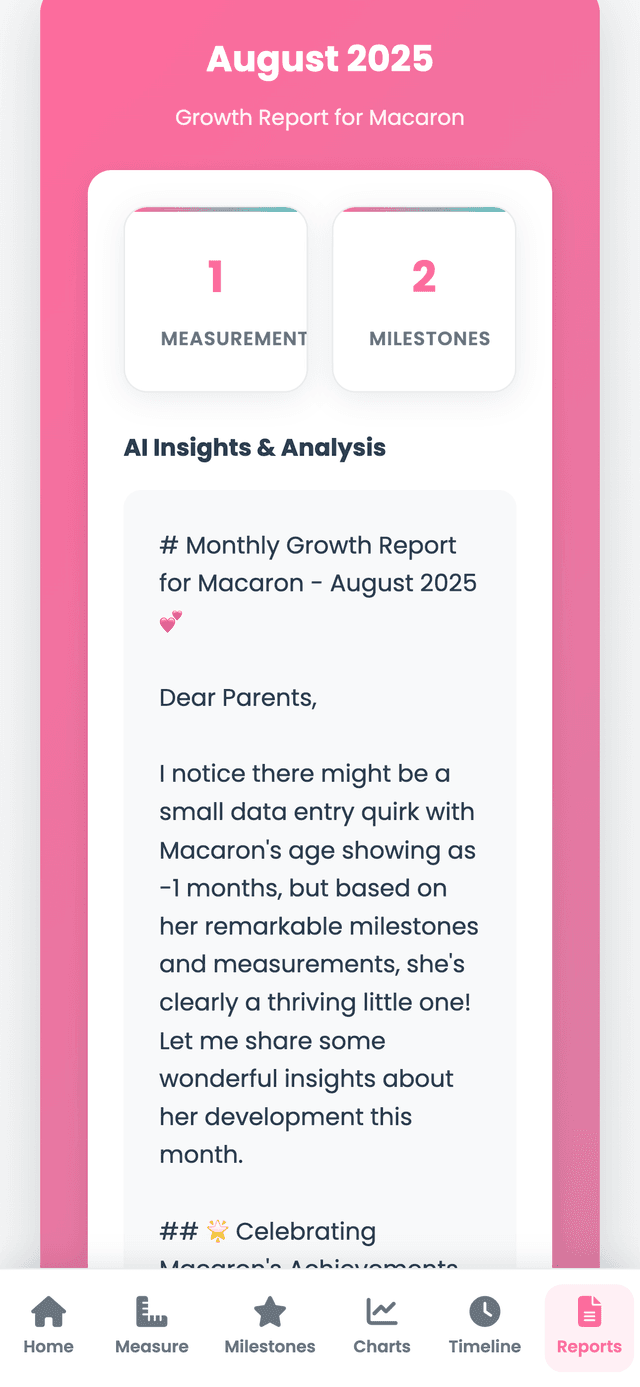 August 2025
Growth Report for Macaron
1
2
MEASUREMENT
MILESTONES
AI Insights & Analysis
# Monthly Growth Report
for Macaron - August 2025
💕
Dear Parents,
I notice there might be a
small data entry quirk with
Macaron's age showing as
-1 months, but based on
her remarkable milestones
and measurements, she's
clearly a thriving little one!
Let me share some
wonderful insights about
her development this
month.
## 🌟 Celebrating
Macaron's Achievements
Home
Measure
Milestones
Charts
Timeline
Reports